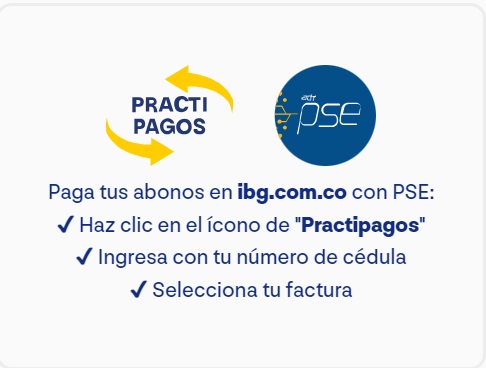 PRACTI
PAGOS
ach
pse
Paga tus abonos en ibg.com.co con PSE:
✔ Haz clic en el ícono de "Practipagos"
✔ Ingresa con tu número de cédula
✔ Selecciona tu factura